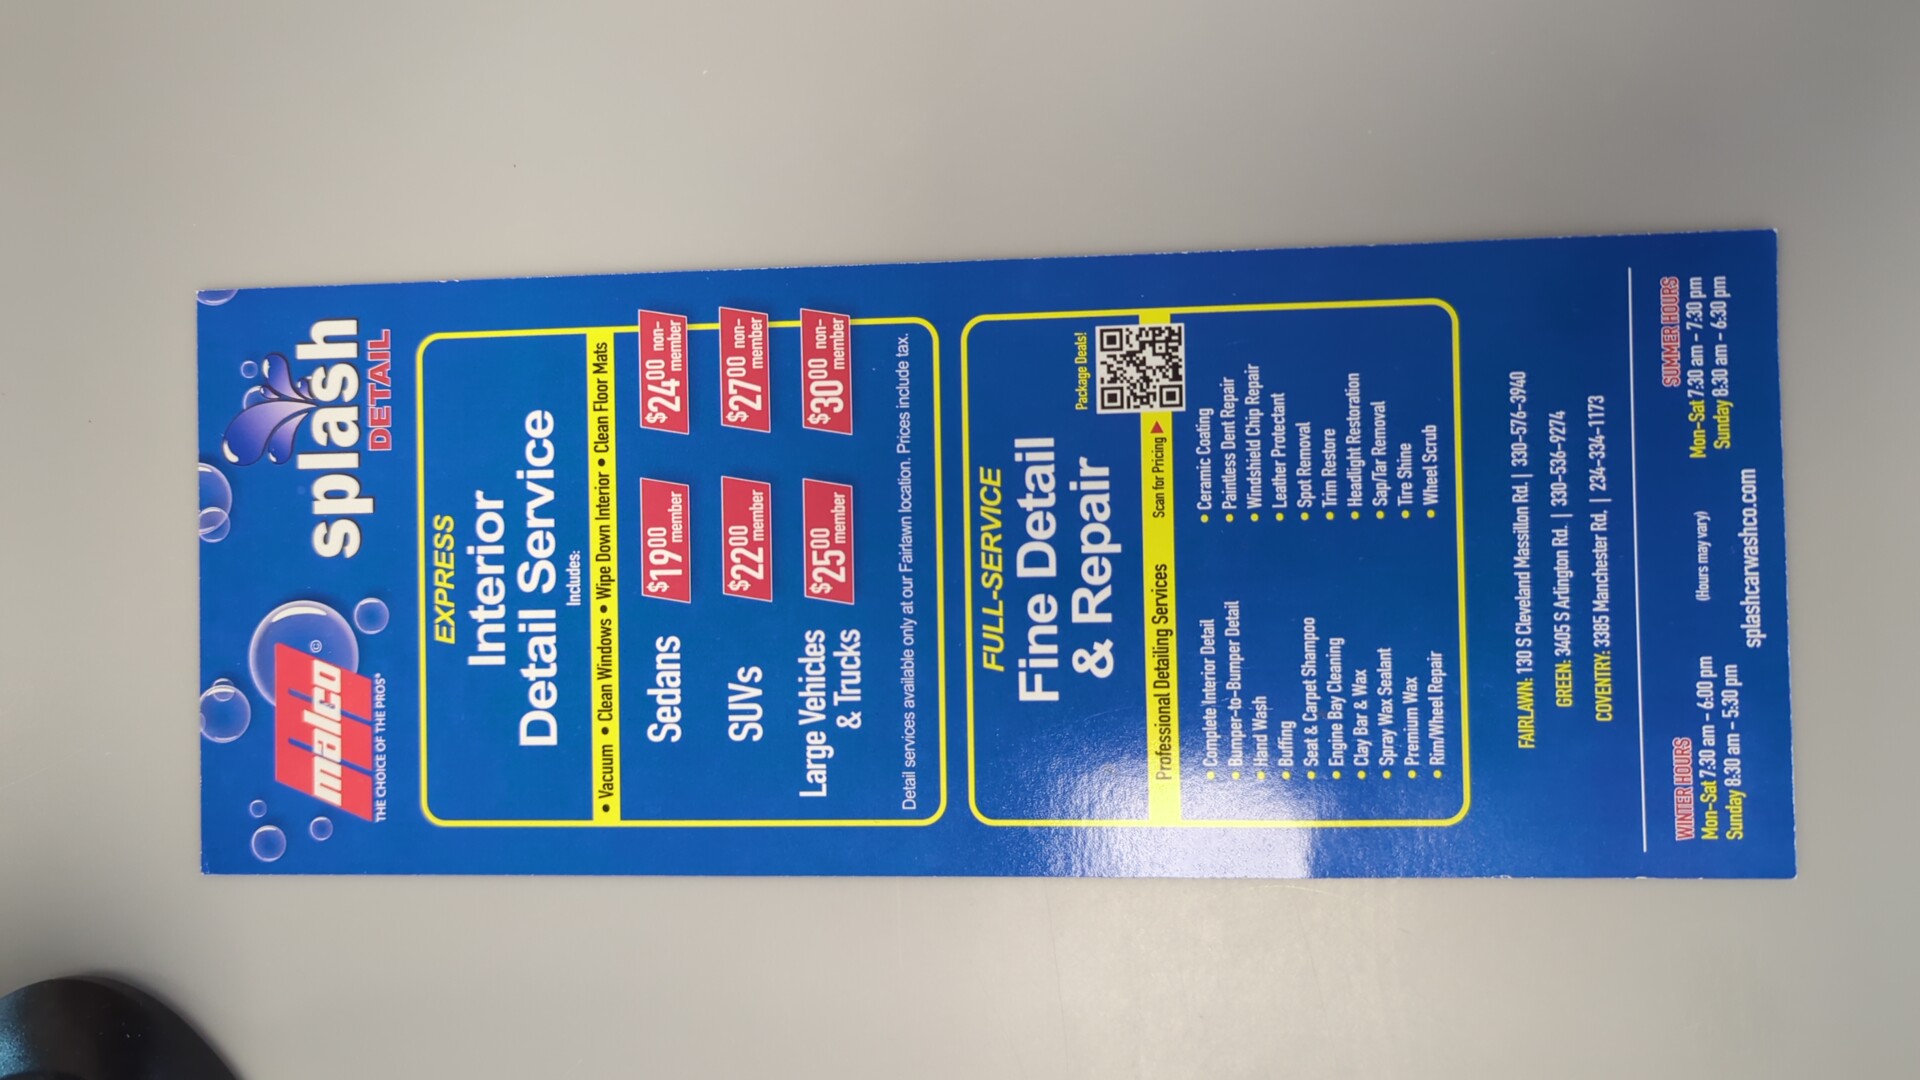 malco©
THE CHOICE OF THE PROS®
splash
DETAIL
EXPRESS
Interior
Detail Service
Includes:
• Vacuum • Clean Windows • Wipe Down Interior • Clean Floor Mats
Sedans $19.00 member $24.00 non-member
SUVs $22.00 member $27.00 non-member
Large Vehicles
& Trucks $25.00 member $30.00 non-member
Detail services available only at our Fairlawn location. Prices include tax.
FULL-SERVICE
Fine Detail
& Repair
Package Deals!
Professional Detailing Services Scan for Pricing ▶
• Complete Interior Detail
• Bumper-to-Bumper Detail
• Hand Wash
• Buffing
• Seat & Carpet Shampoo
• Engine Bay Cleaning
• Clay Bar & Wax
• Spray Wax Sealant
• Premium Wax
• Rim/Wheel Repair
• Ceramic Coating
• Paintless Dent Repair
• Windshield Chip Repair
• Leather Protectant
• Spot Removal
• Trim Restore
• Headlight Restoration
• Sap/Tar Removal
• Tire Shine
• Wheel Scrub
FAIRLAWN: 130 S Cleveland Massillon Rd. | 330-576-3940
GREEN: 3405 S Arlington Rd. | 330-536-9274
COVENTRY: 3385 Manchester Rd. | 234-334-1173
WINTER HOURS
Mon-Sat 7:30 am - 6:00 pm
Sunday 8:30 am - 5:30 pm
(Hours may vary)
SUMMER HOURS
Mon-Sat 7:30 am - 7:30 pm
Sunday 8:30 am - 6:30 pm
splashcarwashco.com